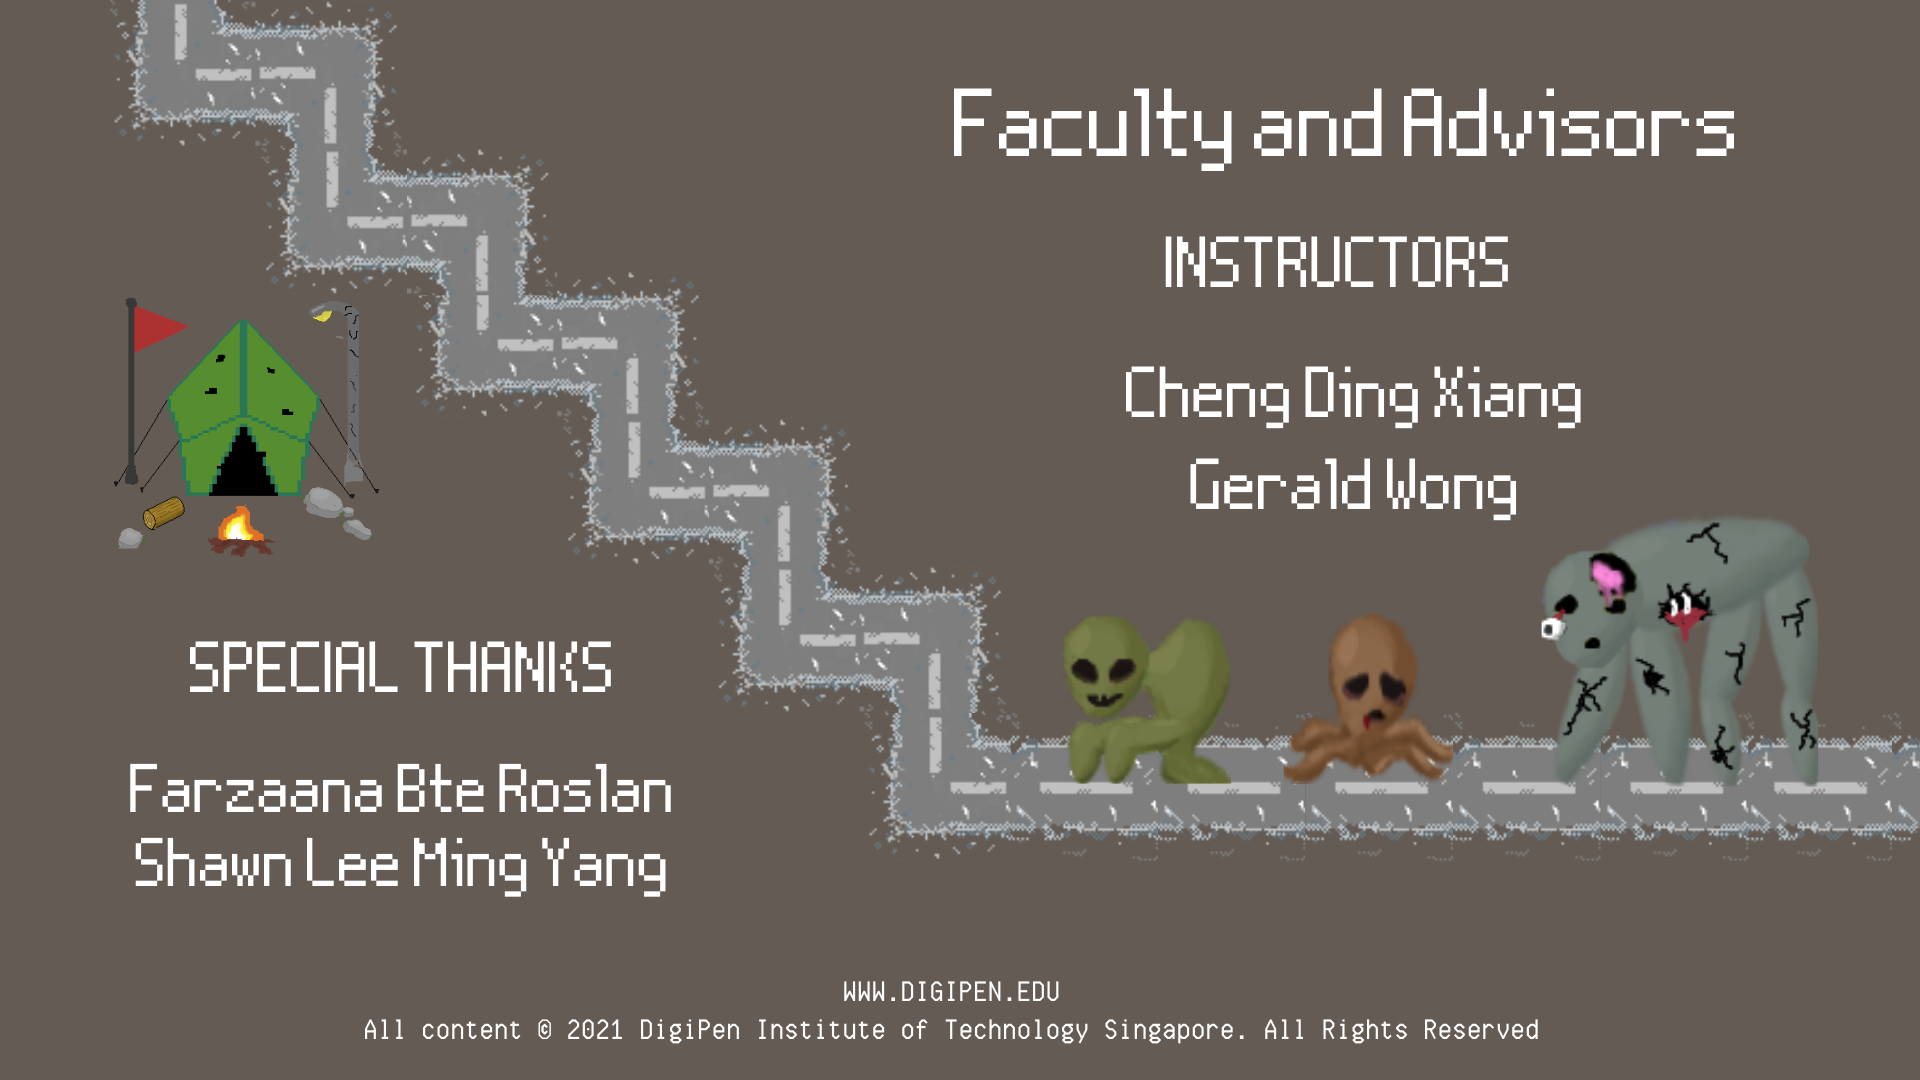 Faculty and Advisors
INSTRUCTORS
Cheng Ding Xiang
Gerald Wong
SPECIAL THANKS
Farzaana Bte Roslan
Shawn Lee Ming Yang
WWW.DIGIPEN.EDU
All content © 2021 DigiPen Institute of Technology Singapore. All Rights Reserved